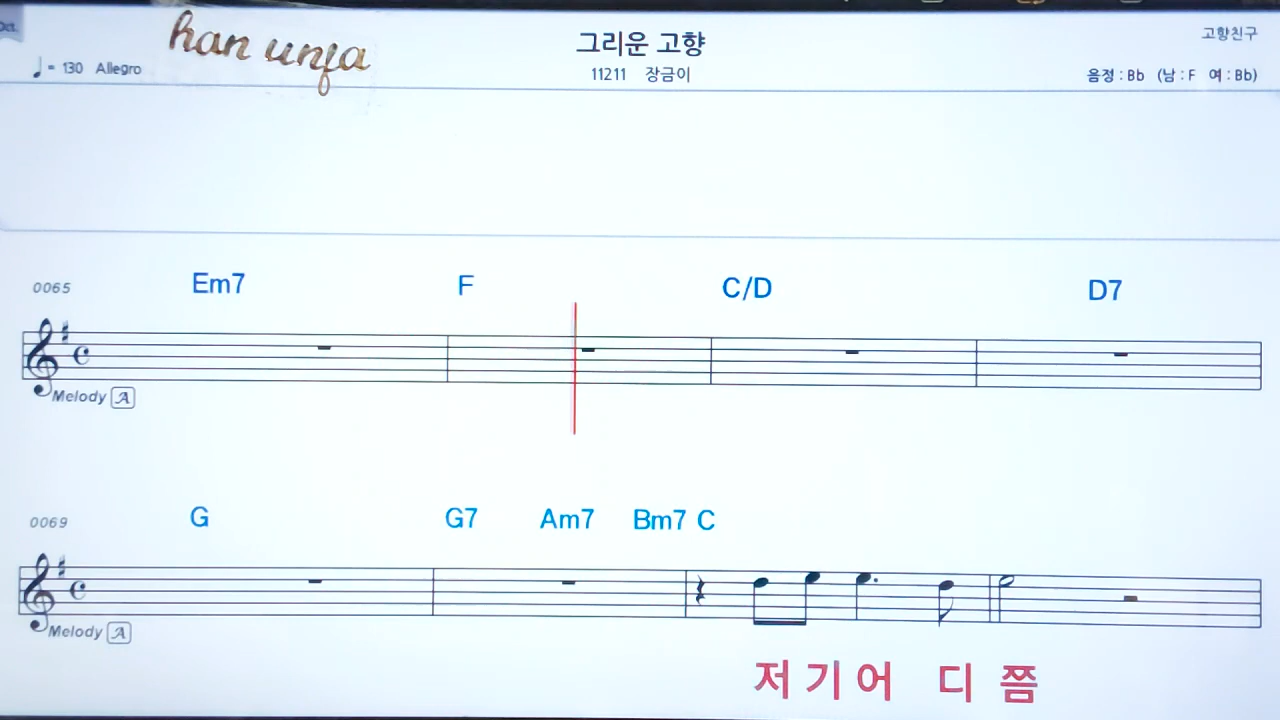 Oct.
han unja
그리운 고향
고향친구
♩= 130 Allegro
11211 장금이
음정 : Bb (남 : F 여 : Bb)
0065 Em7 F C/D D7
Melody A
0069 G G7 Am7 Bm7 C
Melody A
저 기 어 디 쯤